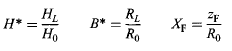 H* = H_L / H_0    B* = R_L / R_0    X_F = z_F / R_0